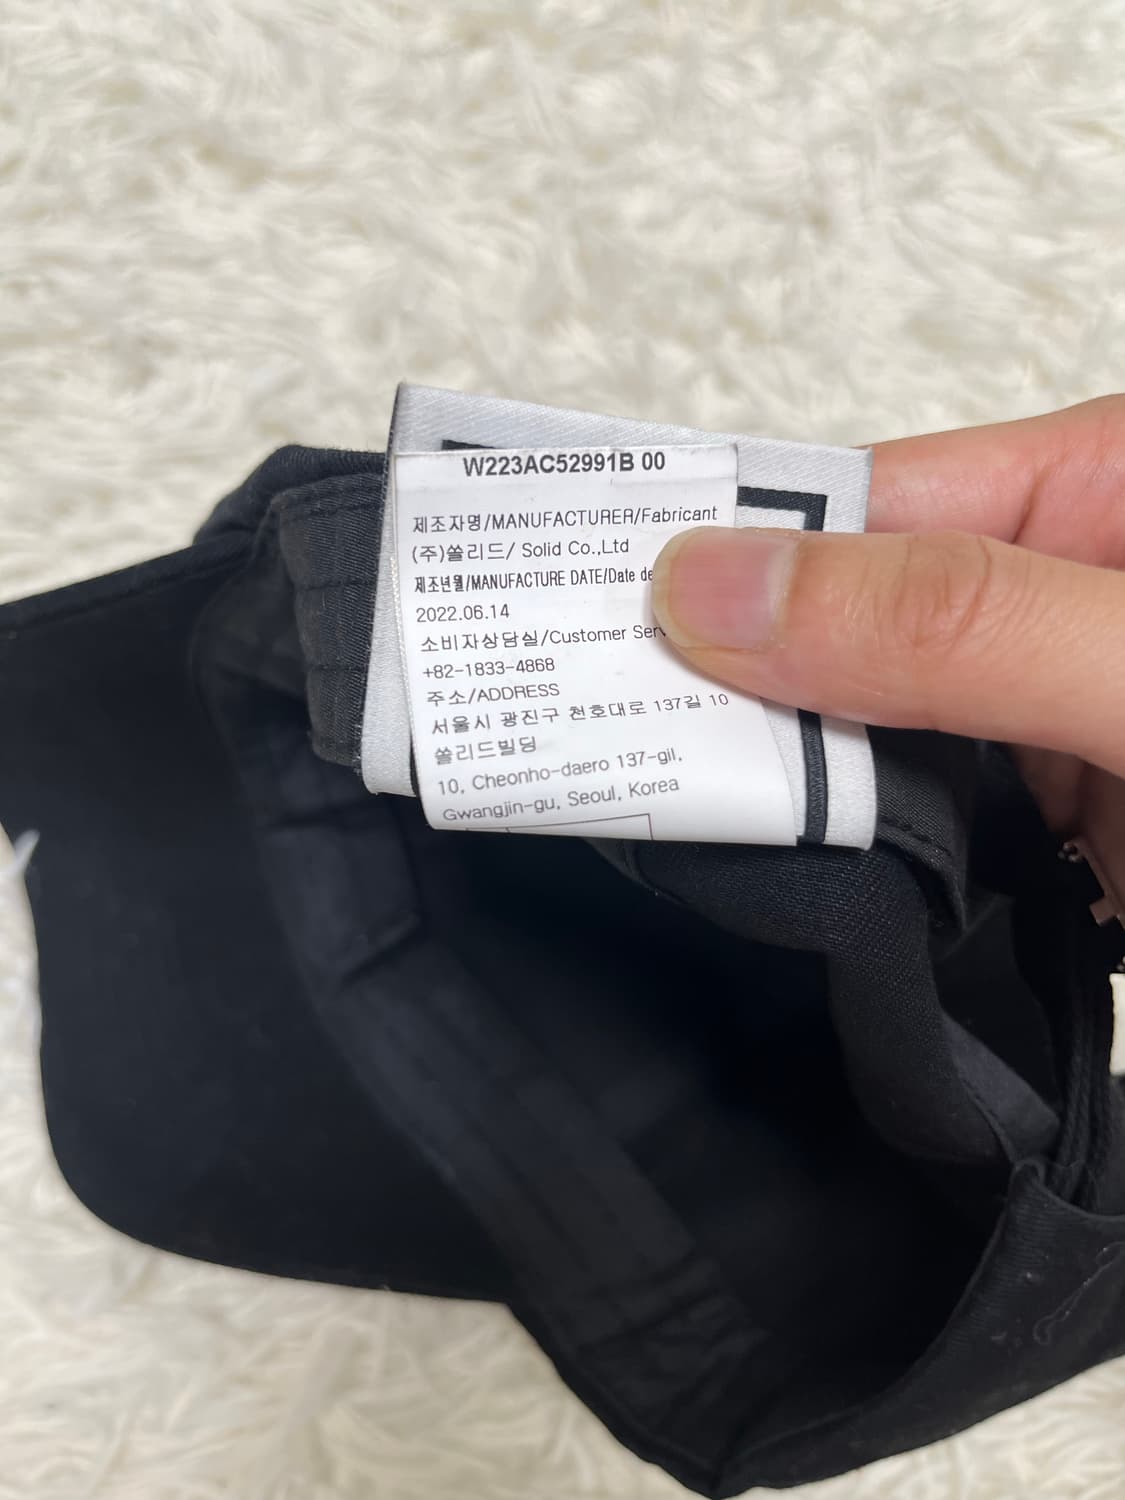 W223AC52991B 00
제조자명/MANUFACTURER/Fabricant
(주)쏠리드/ Solid Co.,Ltd
제조년월/MANUFACTURE DATE/Date de
2022.06.14
소비자상담실/Customer Serv
+82-1833-4868
주소/ADDRESS
서울시 광진구 천호대로 137길 10
쏠리드빌딩
10, Cheonho-daero 137-gil,
Gwangjin-gu, Seoul, Korea